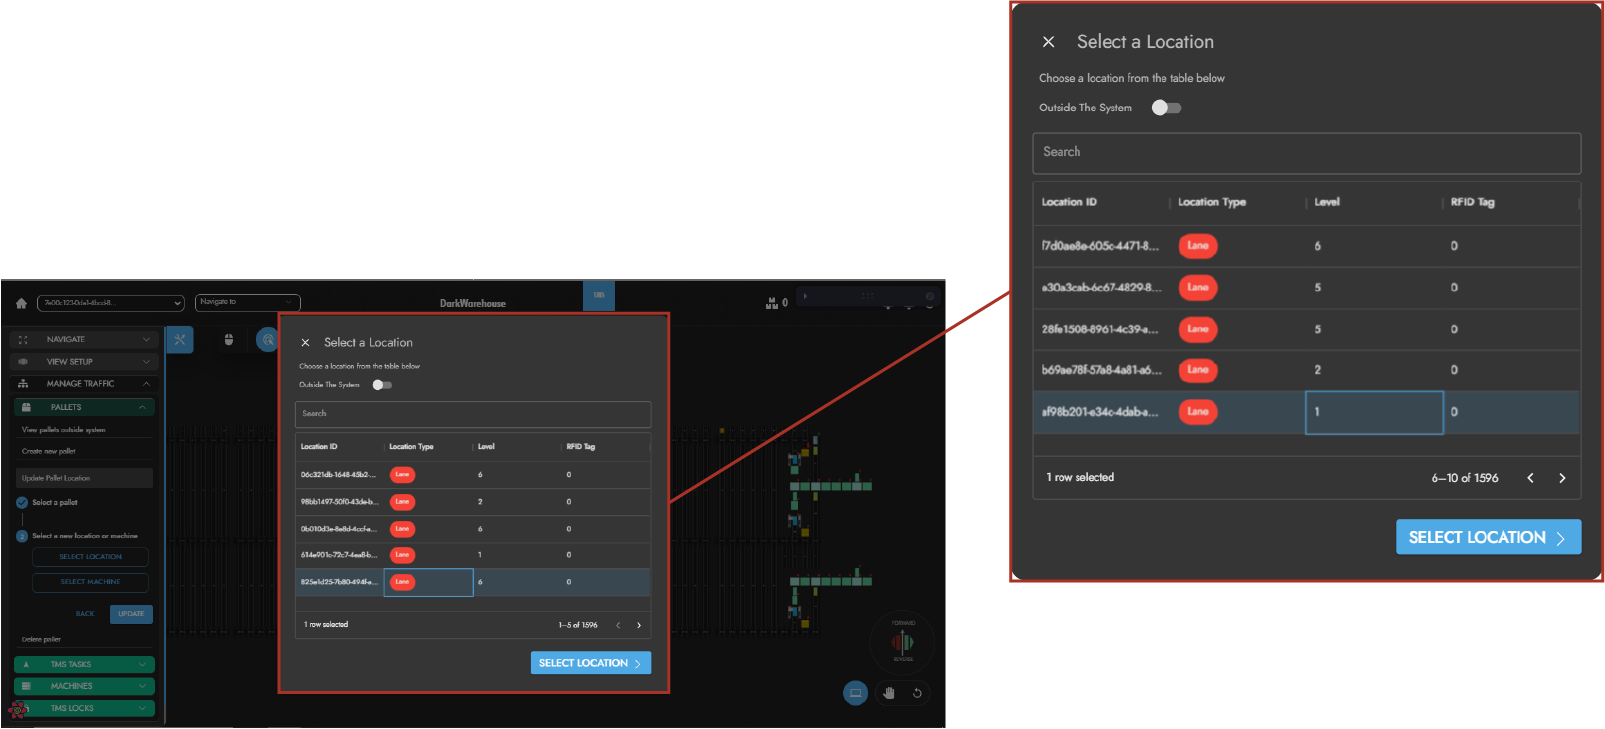 Select a Location
Choose a location from the table below
Outside The System
Search
Location ID Location Type Level RFID Tag
f7d0ae8e-605c-4471-8... Lane 6 0
e30a3cab-6c67-4829-8... Lane 5 0
28fe1508-8961-4c39-a... Lane 5 0
b69ae78f-57a8-4a81-a6... Lane 2 0
af98b201-e34c-4dab-a... Lane 1 0
1 row selected 6–10 of 1596
SELECT LOCATION
Navigate to
DarkWarehouse
0
NAVIGATE
VIEW SETUP
MANAGE TRAFFIC
PALLETS
View pallets outside system
Create new pallet
Update Pallet Location
Select a pallet
2 Select a new location or machine
SELECT LOCATION
SELECT MACHINE
BACK UPDATE
Delete pallet
TMS TASKS
MACHINES
TMS LOCKS
Select a Location
Choose a location from the table below
Outside The System
Search
Location ID Location Type Level RFID Tag
06c321db-1648-45b2-... Lane 6 0
98bb1497-50f0-43de-b... Lane 2 0
0b010d3e-8e8d-4ccf-a... Lane 6 0
614e901c-72c7-4ea8-b... Lane 1 0
825e1d25-7b80-494f-a... Lane 6 0
1 row selected 1–5 of 1596
SELECT LOCATION
FORWARD
REVERSE